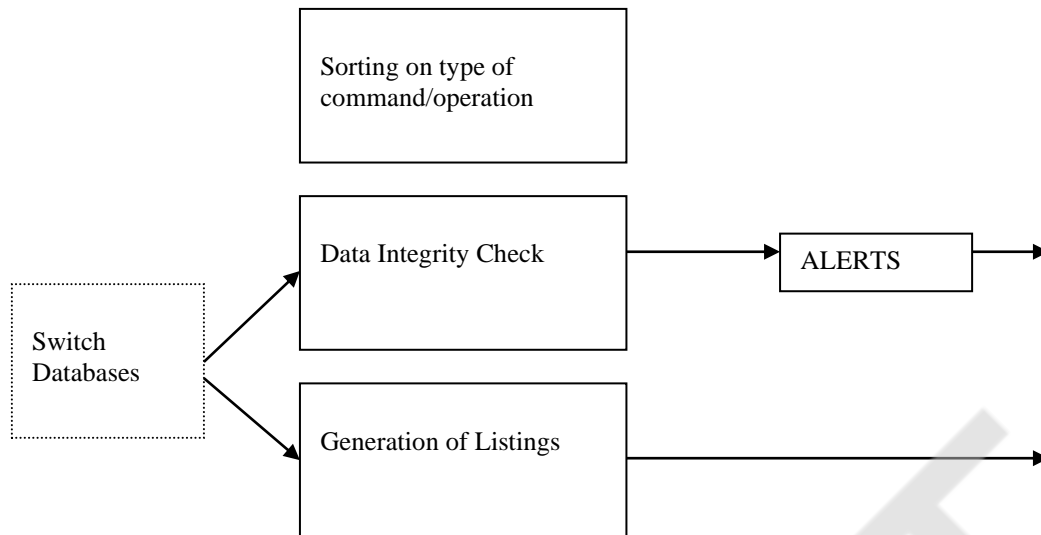 Sorting on type of
command/operation
Data Integrity Check
ALERTS
Switch
Databases
Generation of Listings